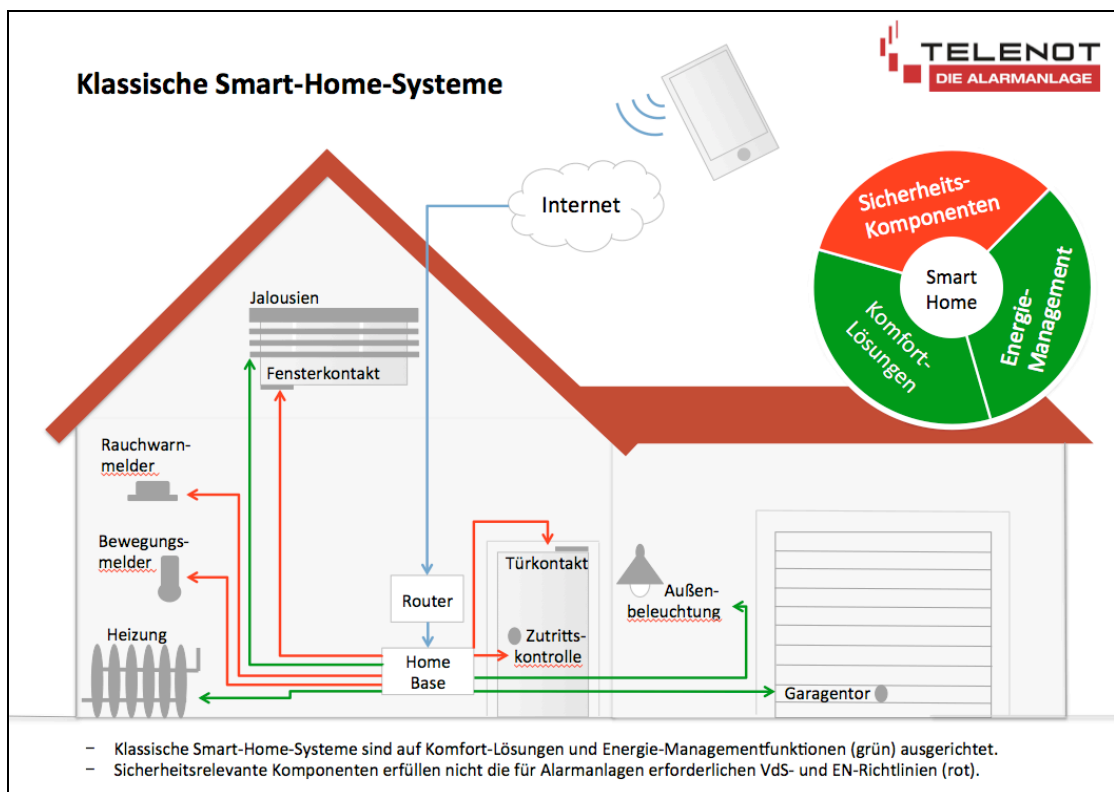 Klassische Smart-Home-Systeme
TELENOT
DIE ALARMANLAGE
Internet
Sicherheits-
Komponenten
Smart
Home
Energie-
Management
Komfort-
Lösungen
Jalousien
Fensterkontakt
Rauchwarn-
melder
Bewegungs-
melder
Heizung
Router
Home
Base
Türkontakt
Zutritts-
kontrolle
Außen-
beleuchtung
Garagentor
– Klassische Smart-Home-Systeme sind auf Komfort-Lösungen und Energie-Managementfunktionen (grün) ausgerichtet.
– Sicherheitsrelevante Komponenten erfüllen nicht die für Alarmanlagen erforderlichen VdS- und EN-Richtlinien (rot).